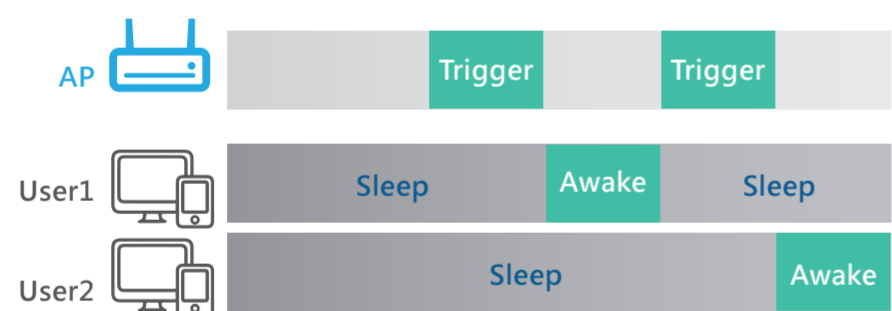 AP Trigger Trigger
User1 Sleep Awake Sleep
User2 Sleep Awake